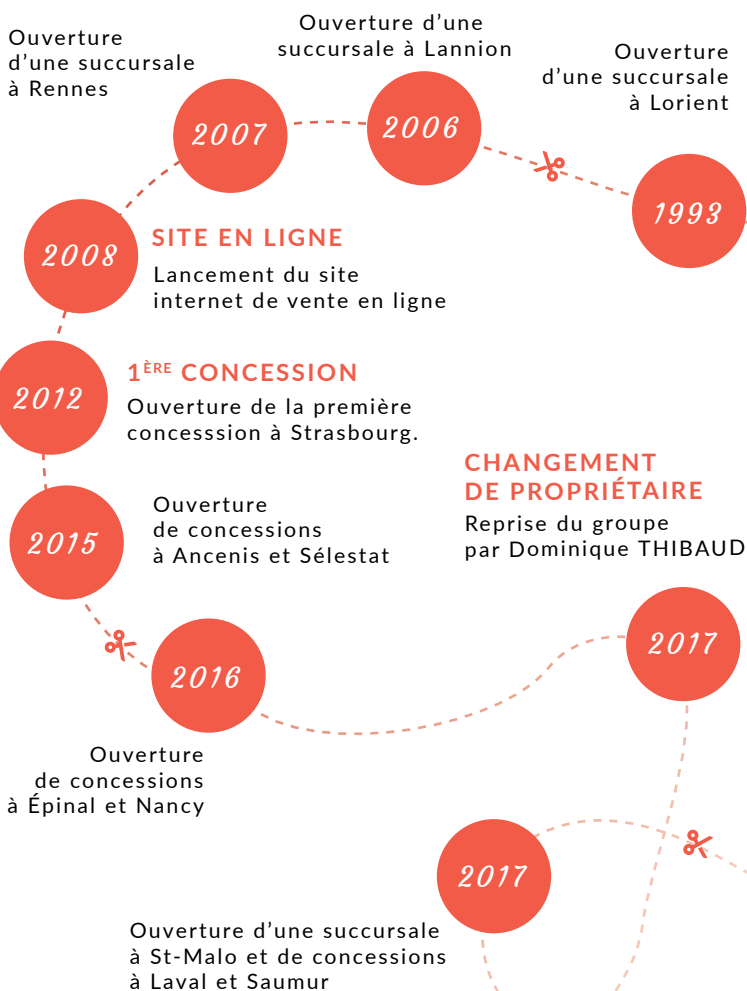 Ouverture
d’une succursale
à Rennes
2007
Ouverture d’une
succursale à Lannion
2006
Ouverture
d’une succursale
à Lorient
1993
2008
SITE EN LIGNE
Lancement du site
internet de vente en ligne
2012
1ÈRE CONCESSION
Ouverture de la première
concesssion à Strasbourg.
2015
Ouverture
de concessions
à Ancenis et Sélestat
2016
Ouverture
de concessions
à Épinal et Nancy
CHANGEMENT
DE PROPRIÉTAIRE
Reprise du groupe
par Dominique THIBAUD
2017
2017
Ouverture d’une succursale
à St-Malo et de concessions
à Laval et Saumur